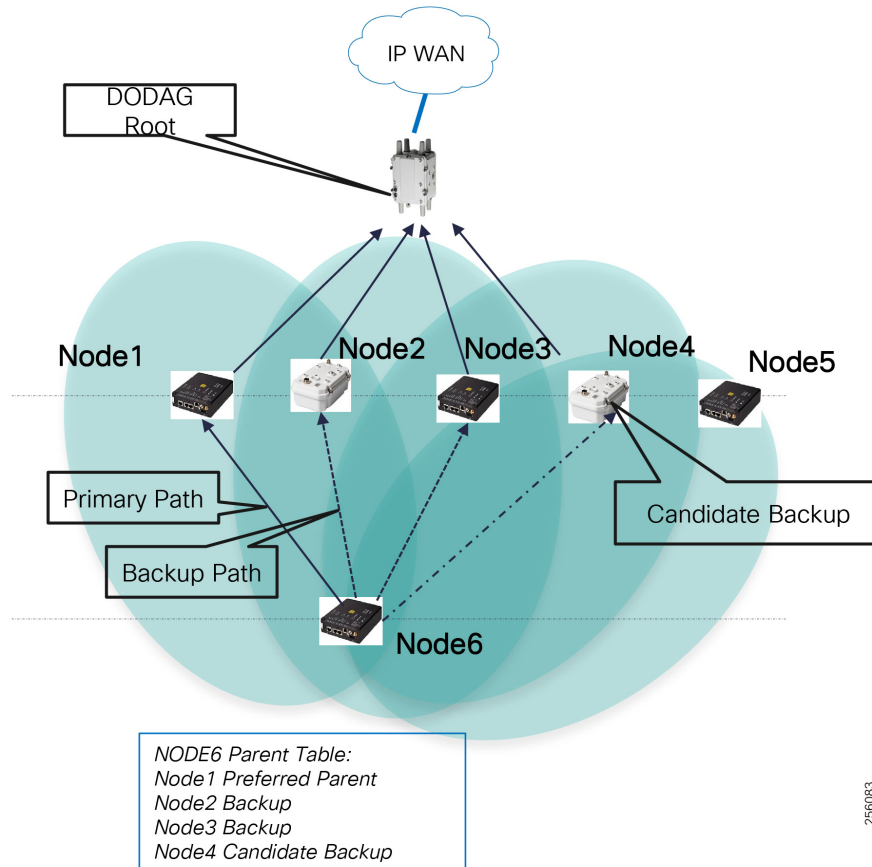 IP WAN
DODAG
Root
Node1
Node2
Node3
Node4
Node5
Primary Path
Candidate Backup
Backup Path
Node6
NODE6 Parent Table:
Node1 Preferred Parent
Node2 Backup
Node3 Backup
Node4 Candidate Backup
256083